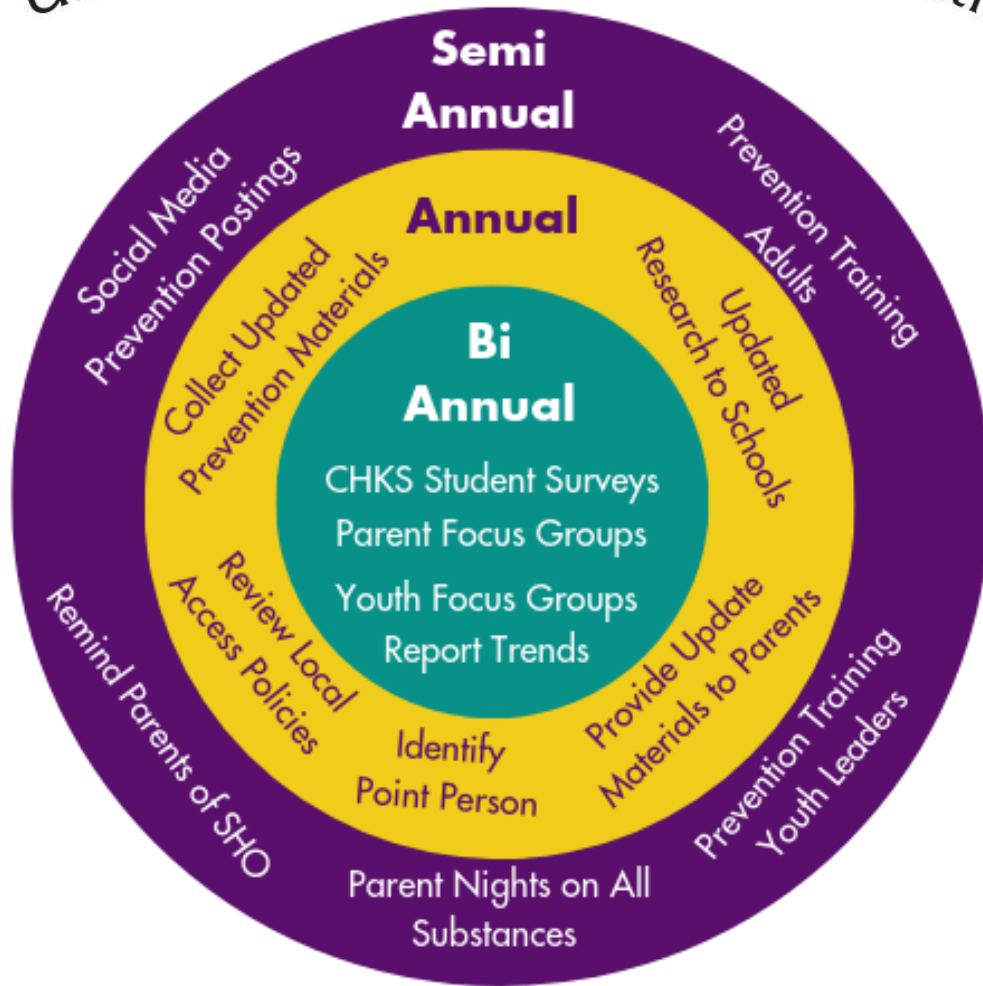 Semi
Annual
Social Media
Prevention Postings
Prevention Training
Adults
Remind Parents of SHO
Parent Nights on All
Substances
Prevention Training
Youth Leaders
Annual
Collect Updated
Prevention Materials
Updated
Research to Schools
Review Local
Access Policies
Identify
Point Person
Provide Update
Materials to Parents
Bi
Annual
CHKS Student Surveys
Parent Focus Groups
Youth Focus Groups
Report Trends